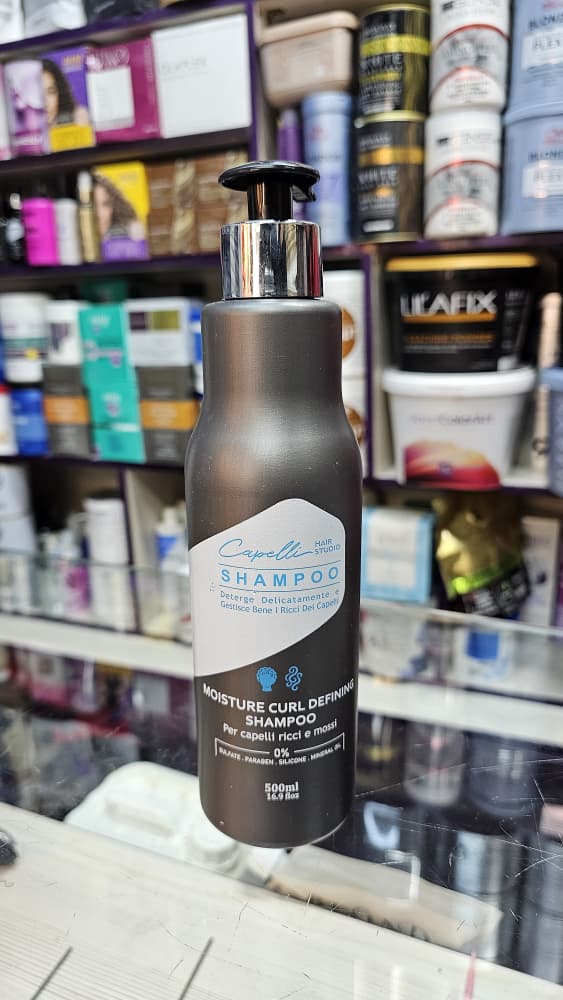 LILAFIX
Capelli HAIR STUDIO
SHAMPOO
Deterge Delicatamente e
Gestisce Bene I Ricci Dei Capelli
MOISTURE CURL DEFINING
SHAMPOO
Per capelli ricci e mossi
0%
SULFATE . PARABEN . SILICONE . MINERAL OIL
500ml
16.9 floz